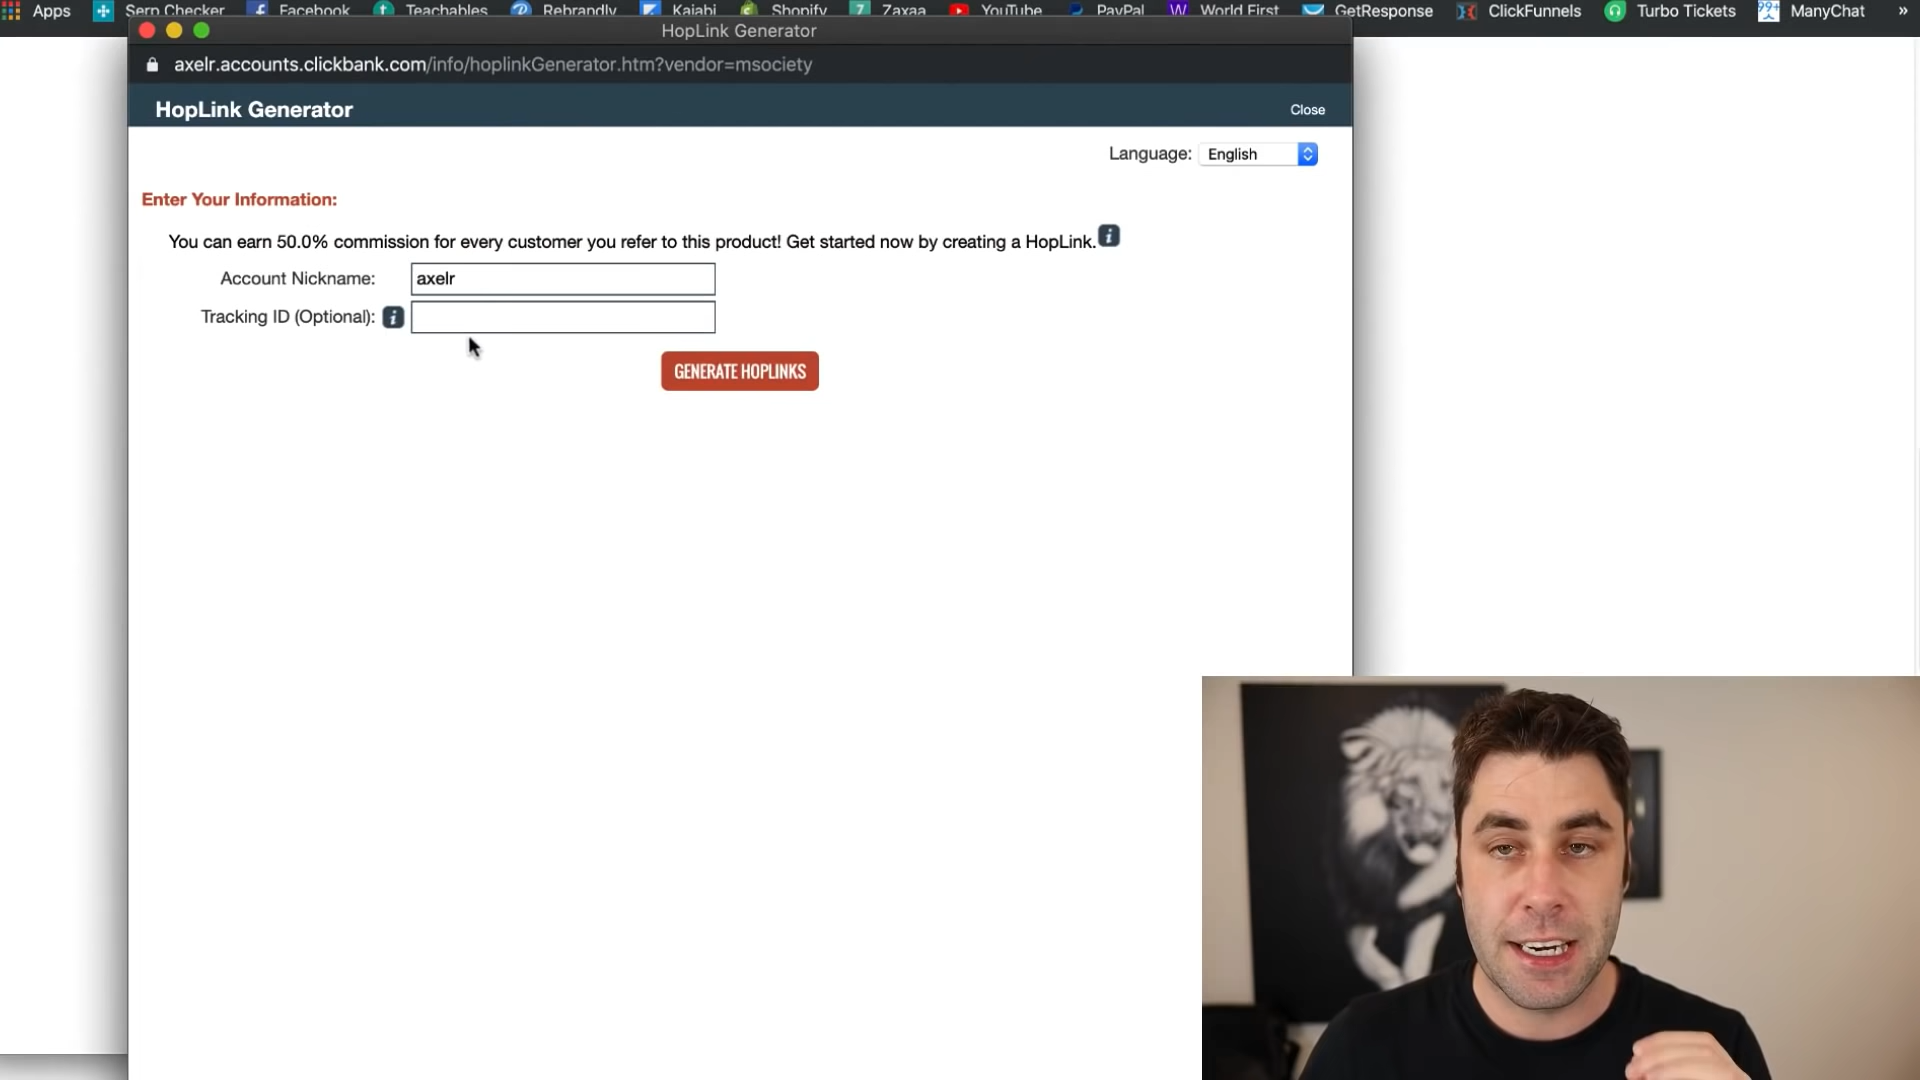 Apps Serp Checker Facebook Teachables Rebrandly Kajabi Shopify Zaxaa YouTube PayPal World First GetResponse ClickFunnels Turbo Tickets 99+ ManyChat »
HopLink Generator
axelr.accounts.clickbank.com/info/hoplinkGenerator.htm?vendor=msociety
HopLink Generator Close
Language: English
Enter Your Information:
You can earn 50.0% commission for every customer you refer to this product! Get started now by creating a HopLink. i
Account Nickname: axelr
Tracking ID (Optional): i
GENERATE HOPLINKS